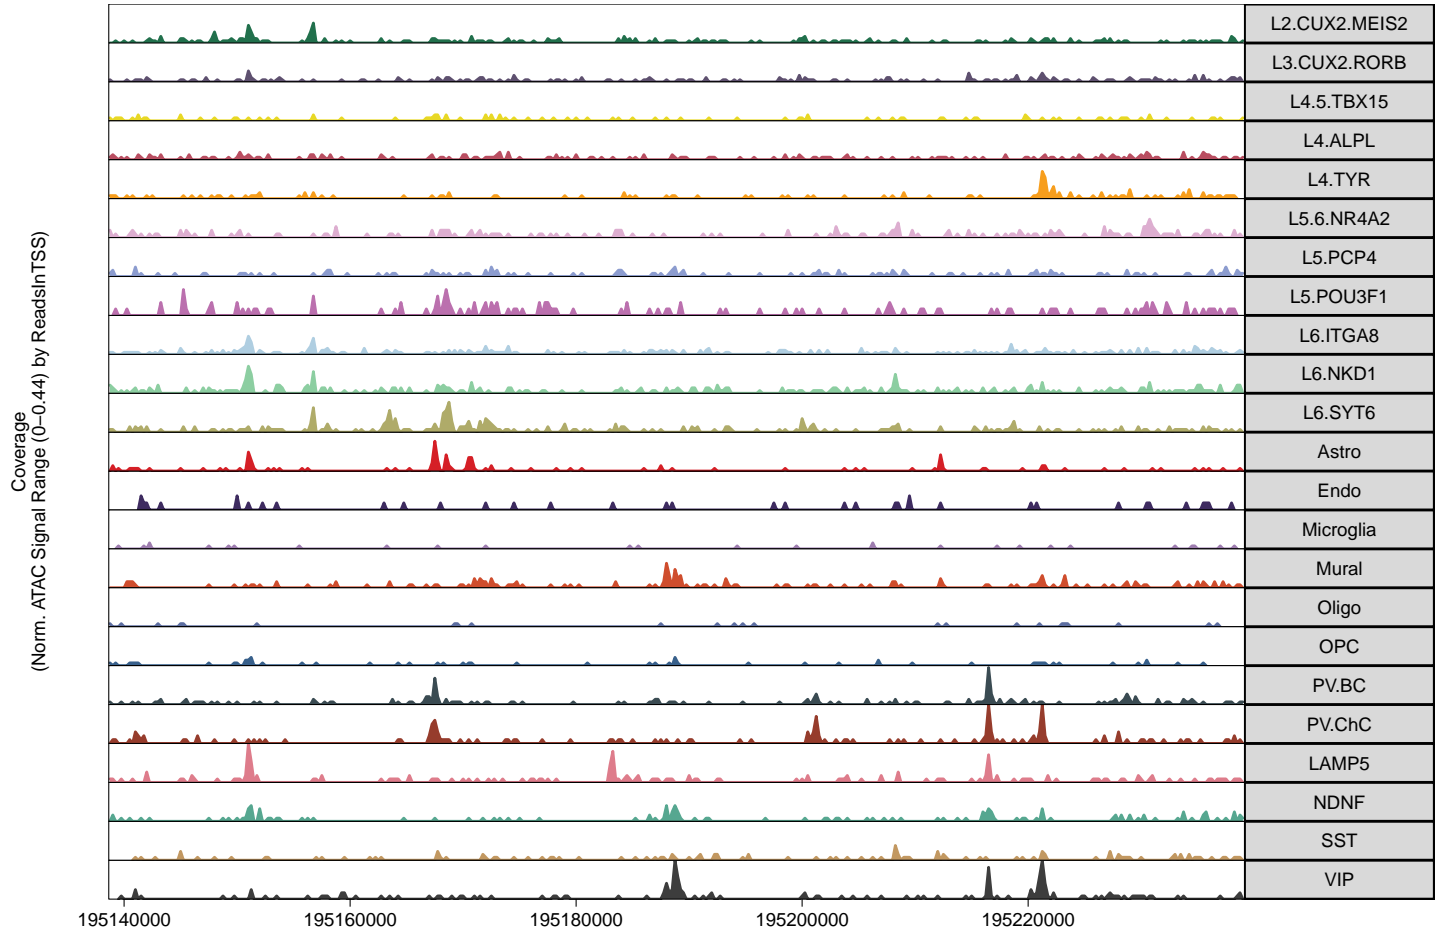 L2.CUX2.MEIS2
L3.CUX2.RORB
L4.5.TBX15
L4.ALPL
L4.TYR
L5.6.NR4A2
L5.PCP4
L5.POU3F1
L6.ITGA8
L6.NKD1
L6.SYT6
Astro
Endo
Microglia
Mural
Oligo
OPC
PV.BC
PV.ChC
LAMP5
NDNF
SST
VIP
Coverage
(Norm. ATAC Signal Range (0–0.44) by ReadsInTSS)
195140000 195160000 195180000 195200000 195220000